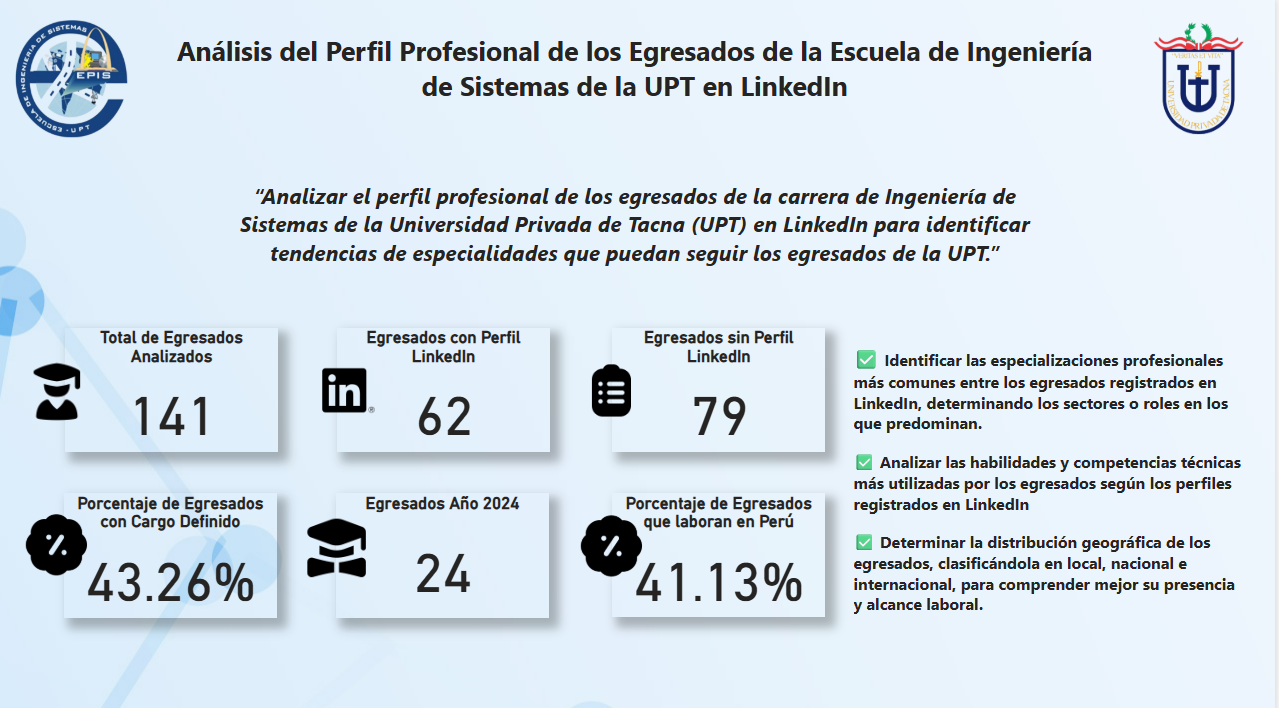 Análisis del Perfil Profesional de los Egresados de la Escuela de Ingeniería
de Sistemas de la UPT en LinkedIn
ESCUELA DE INGENIERIA DE SISTEMAS
EPIS
UPT
VERITAS ET VITA
UNIVERSIDAD PRIVADA DE TACNA
“Analizar el perfil profesional de los egresados de la carrera de Ingeniería de
Sistemas de la Universidad Privada de Tacna (UPT) en LinkedIn para identificar
tendencias de especialidades que puedan seguir los egresados de la UPT.”
Total de Egresados
Analizados
141
Egresados con Perfil
LinkedIn
in®
62
Egresados sin Perfil
LinkedIn
79
Porcentaje de Egresados
con Cargo Definido
%
43.26%
Egresados Año 2024
24
Porcentaje de Egresados
que laboran en Perú
%
41.13%
✅ Identificar las especializaciones profesionales
más comunes entre los egresados registrados en
LinkedIn, determinando los sectores o roles en los
que predominan.
✅ Analizar las habilidades y competencias técnicas
más utilizadas por los egresados según los perfiles
registrados en LinkedIn
✅ Determinar la distribución geográfica de los
egresados, clasificándola en local, nacional e
internacional, para comprender mejor su presencia
y alcance laboral.